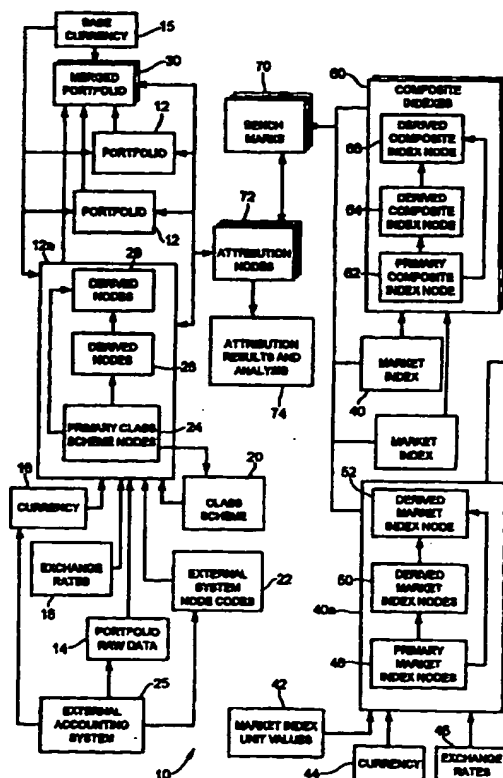 BASE
CURRENCY
15
30
MERGED
PORTFOLIO
12
PORTFOLIO
PORTFOLIO
12
12a
DERIVED
NODES
DERIVED
NODES
26
PRIMARY CLASS
SCHEME NODES
24
CURRENCY
EXCHANGE
RATES
CLASS
SCHEME
20
EXTERNAL
SYSTEM
NODE CODES
22
14
PORTFOLIO
RAW DATA
EXTERNAL
ACCOUNTING
SYSTEM
25
10
70
BENCH
MARKS
72
ATTRIBUTION
NODES
ATTRIBUTION
RESULTS AND
ANALYSIS
74
60
COMPOSITE
INDEXES
DERIVED
COMPOSITE
INDEX NODE
DERIVED
COMPOSITE
INDEX NODE
64
PRIMARY
COMPOSITE
INDEX NODE
62
MARKET
INDEX
40
MARKET
INDEX
52
DERIVED
MARKET
INDEX NODE
50
DERIVED
MARKET
INDEX NODES
40a
48
PRIMARY
MARKET
INDEX NODES
42
MARKET INDEX
UNIT VALUES
CURRENCY
44
46
EXCHANGE
RATES